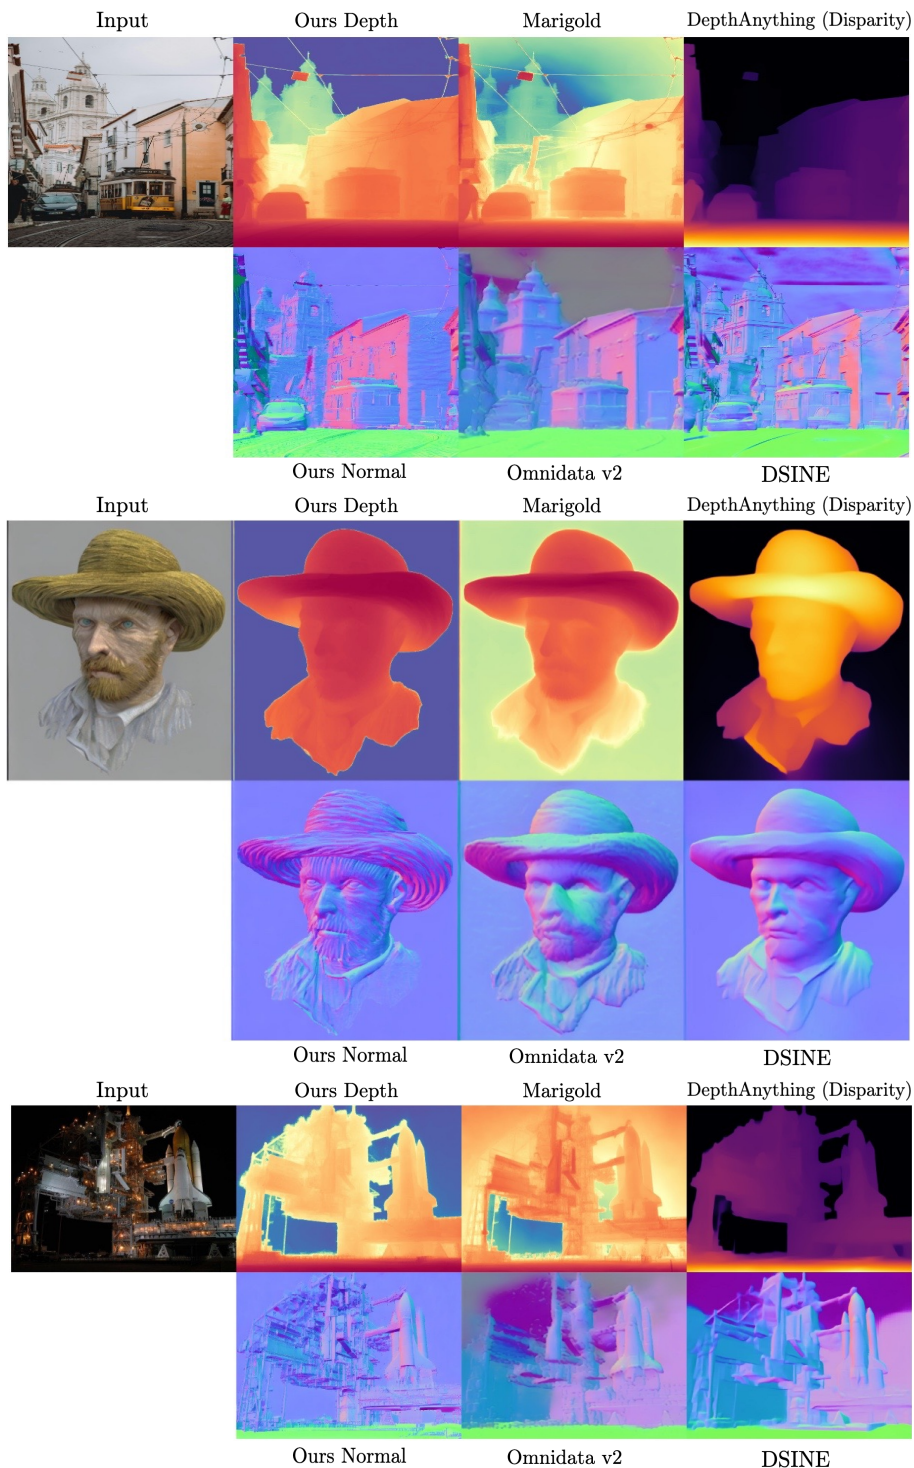 Input Ours Depth Marigold DepthAnything (Disparity)
Ours Normal Omnidata v2 DSINE
Input Ours Depth Marigold DepthAnything (Disparity)
Ours Normal Omnidata v2 DSINE
Input Ours Depth Marigold DepthAnything (Disparity)
Ours Normal Omnidata v2 DSINE